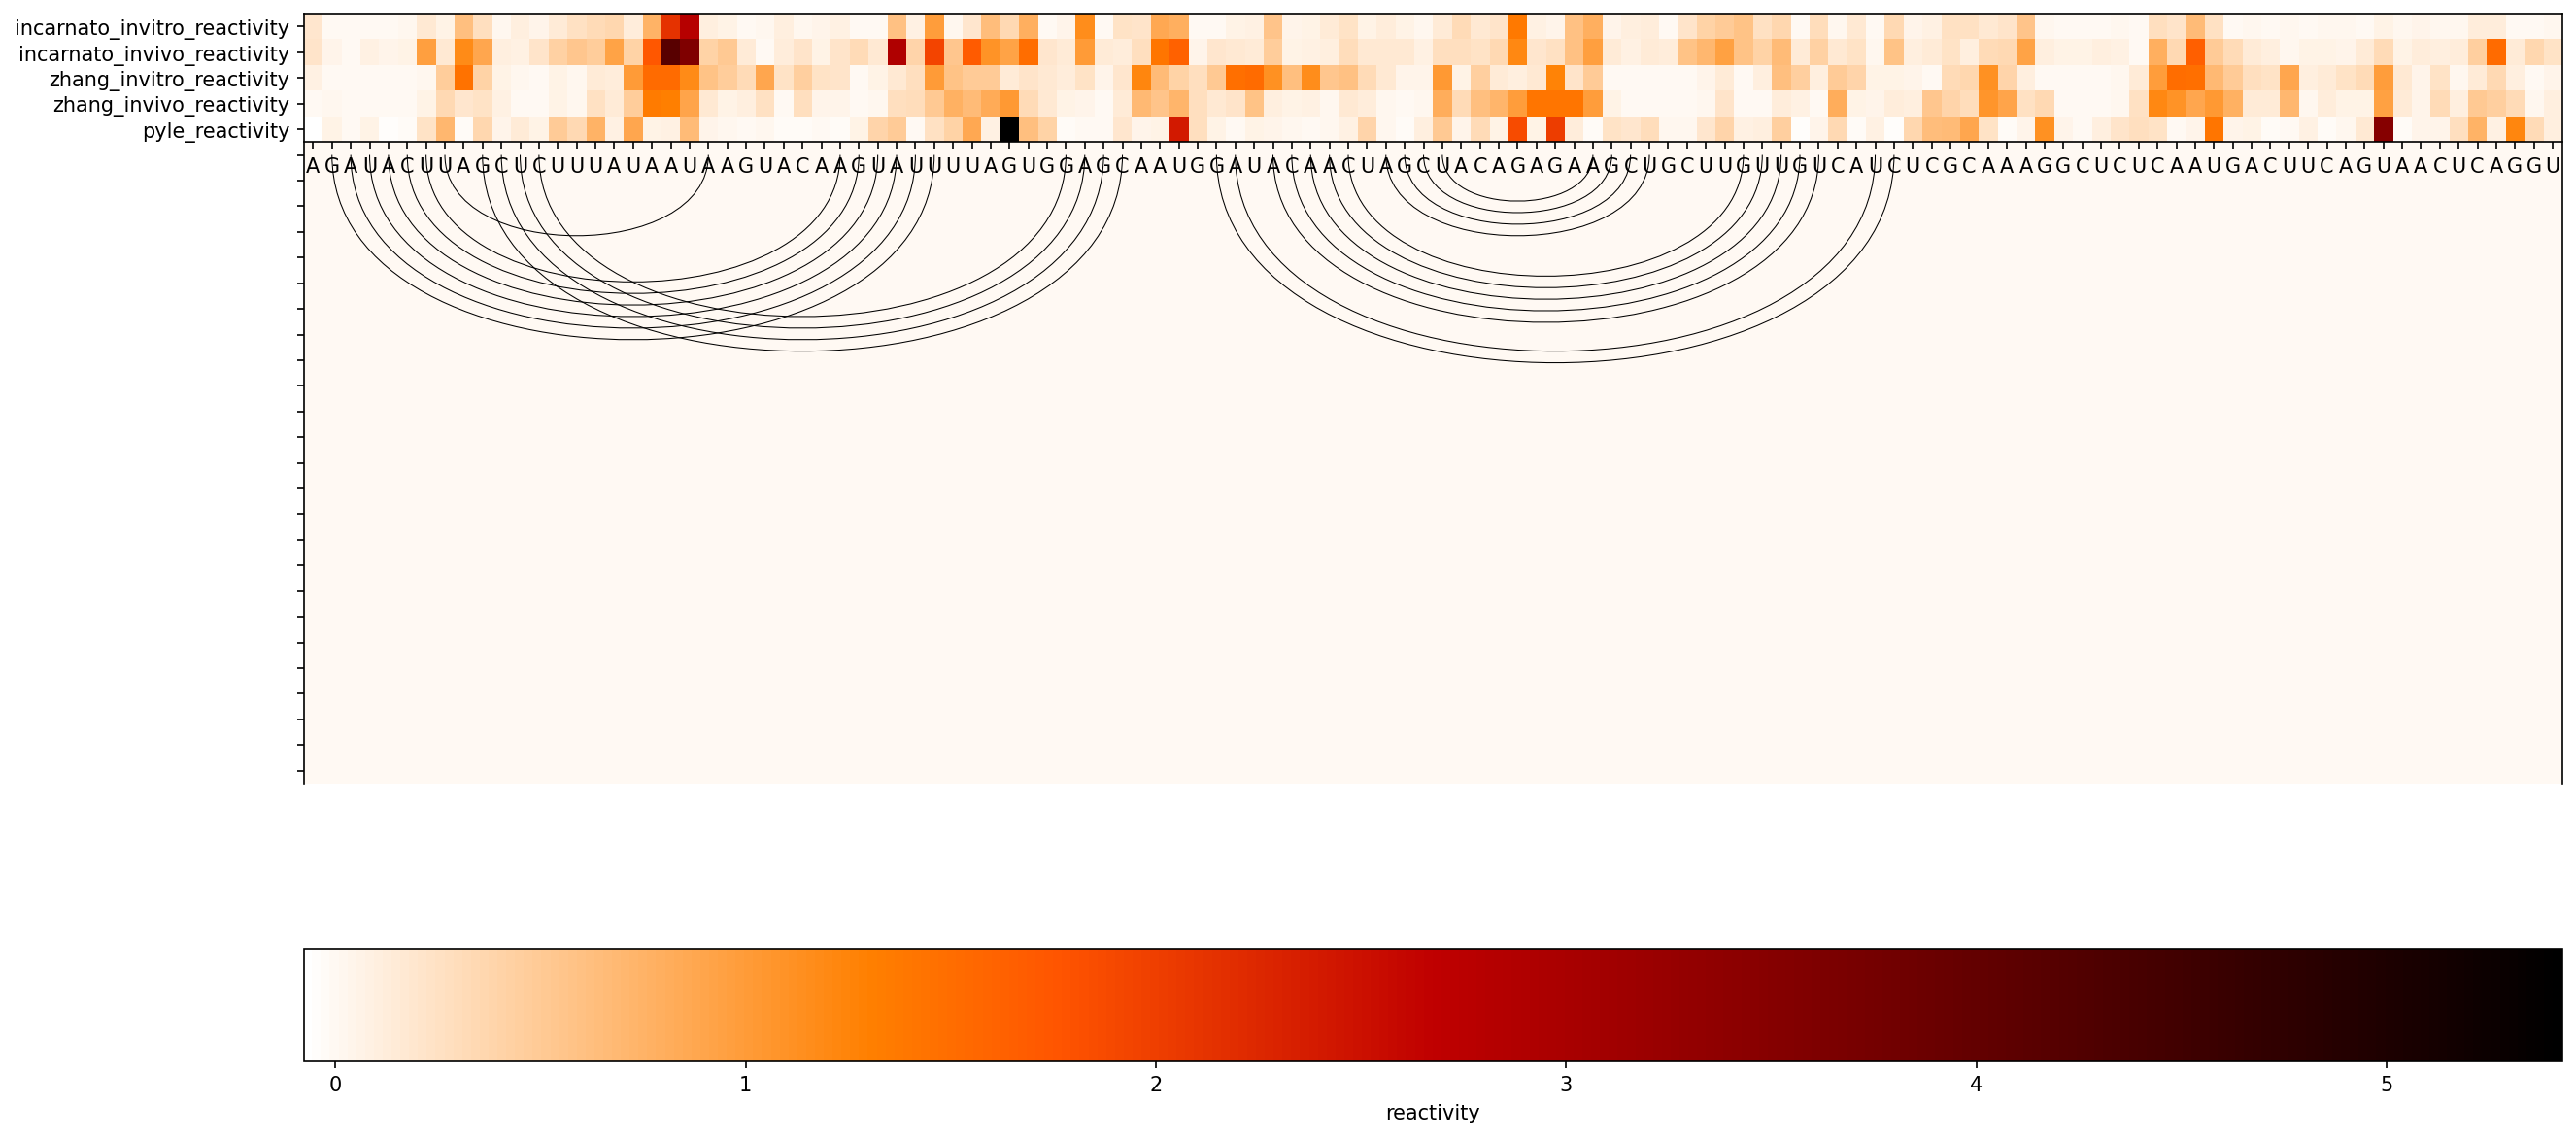 incarnato_invitro_reactivity
incarnato_invivo_reactivity
zhang_invitro_reactivity
zhang_invivo_reactivity
pyle_reactivity
AGAUACUUAGCUCUUUAUAAUAAGUACAAGUAUUUUAGUGGAGCAAUGGAUACAACUAGCUACAGAGAAGCUGCUUGUUGUCAUCUCGCAAAGGCUCUCAAUGACUUCAGUAACUCAGGU
0 1 2 3 4 5
reactivity